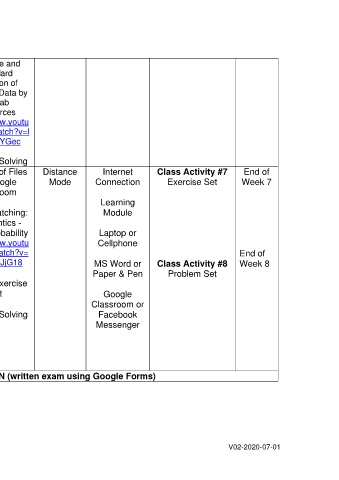 e and
lard
on of
Data by
ab
rces
w.youtu
atch?v=l
YGec
Solving
of Files
ogle
oom
atching:
ntics -
obability
w.youtu
atch?v=
JjG18
xercise
t
Solving
Distance
Mode
Internet
Connection
Learning
Module
Laptop or
Cellphone
MS Word or
Paper & Pen
Google
Classroom or
Facebook
Messenger
Class Activity #7
Exercise Set
Class Activity #8
Problem Set
End of
Week 7
End of
Week 8
N (written exam using Google Forms)
V02-2020-07-01